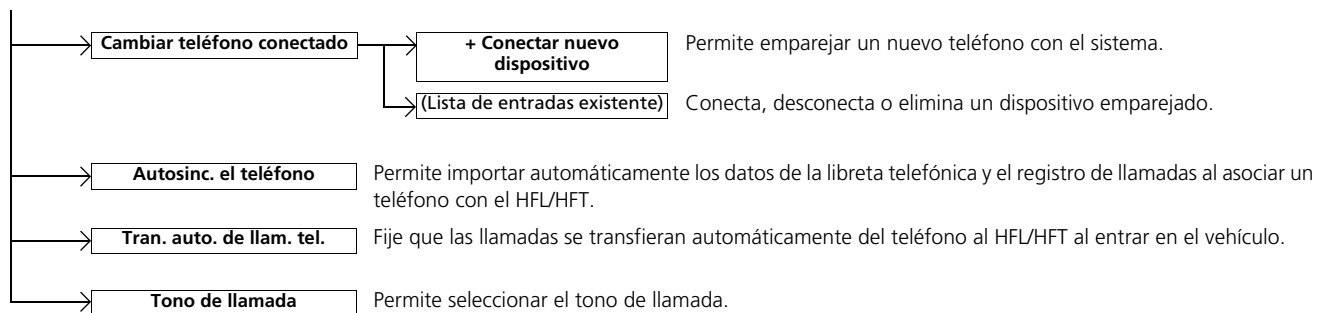 Cambiar teléfono conectado
+ Conectar nuevo
dispositivo
Permite emparejar un nuevo teléfono con el sistema.
(Lista de entradas existente)
Conecta, desconecta o elimina un dispositivo emparejado.
Autosinc. el teléfono
Permite importar automáticamente los datos de la libreta telefónica y el registro de llamadas al asociar un
teléfono con el HFL/HFT.
Tran. auto. de llam. tel.
Fije que las llamadas se transfieran automáticamente del teléfono al HFL/HFT al entrar en el vehículo.
Tono de llamada
Permite seleccionar el tono de llamada.